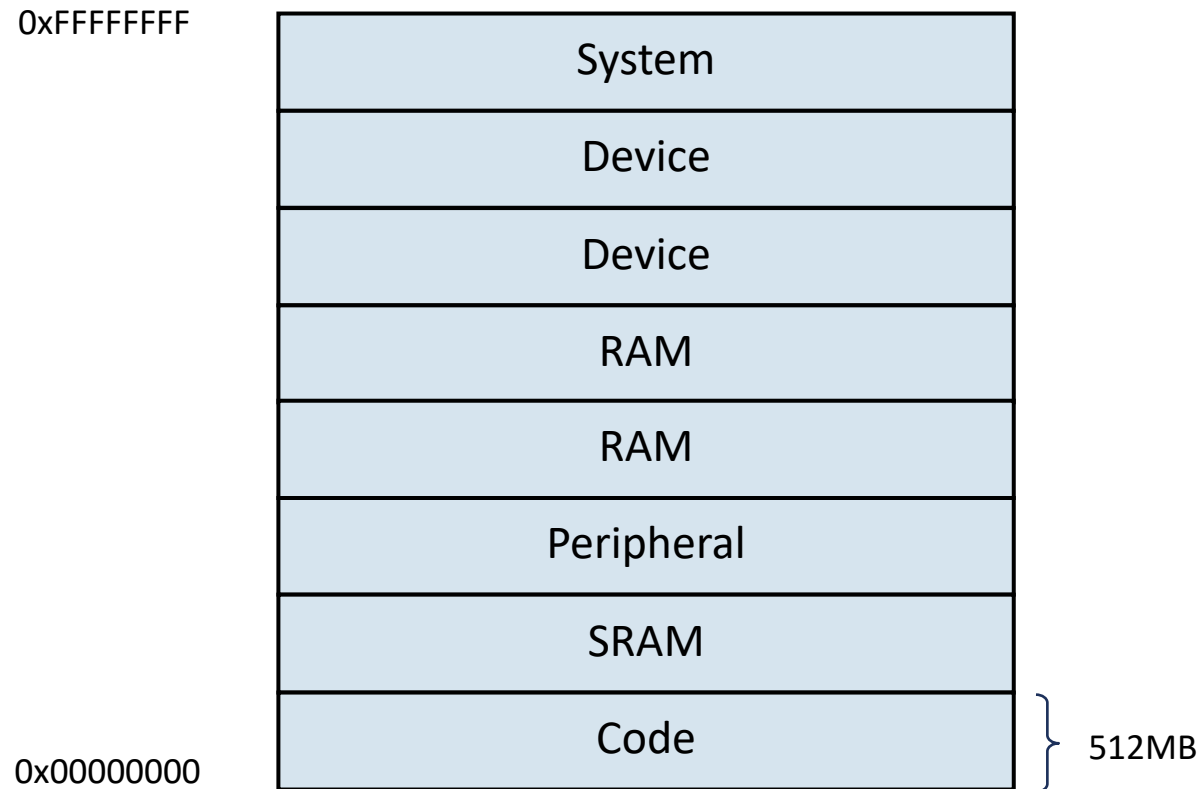 0xFFFFFFFF
System
Device
Device
RAM
RAM
Peripheral
SRAM
Code
512MB
0x00000000